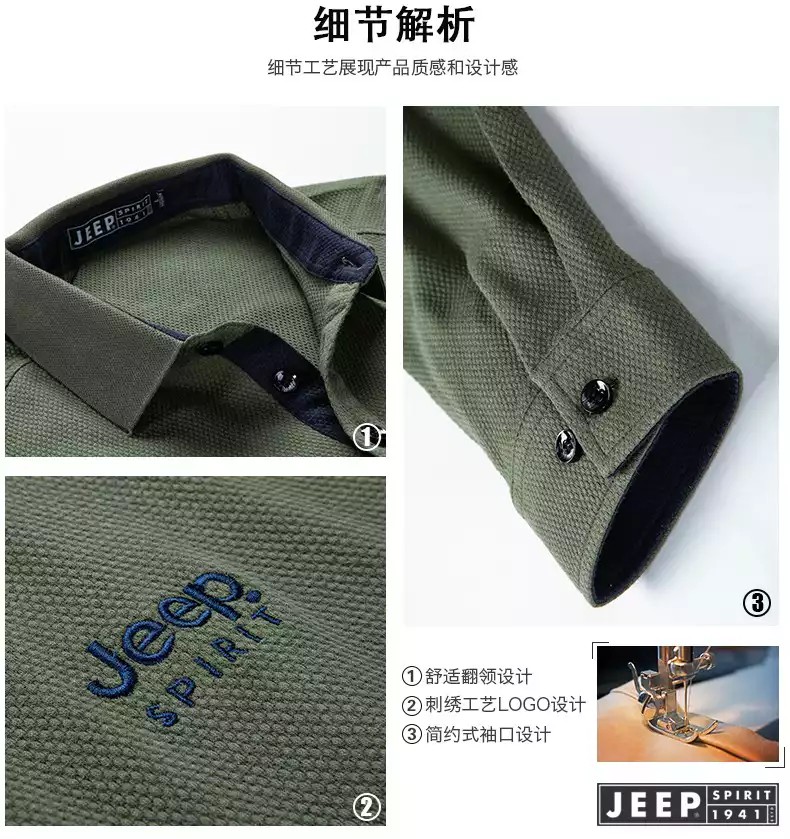 细节解析
细节工艺展现产品质感和设计感
JEEP SPIRIT
1941
①
Jeep.
SPIRIT
②
③
①舒适翻领设计
②刺绣工艺LOGO设计
③简约式袖口设计
JEEP SPIRIT
1941